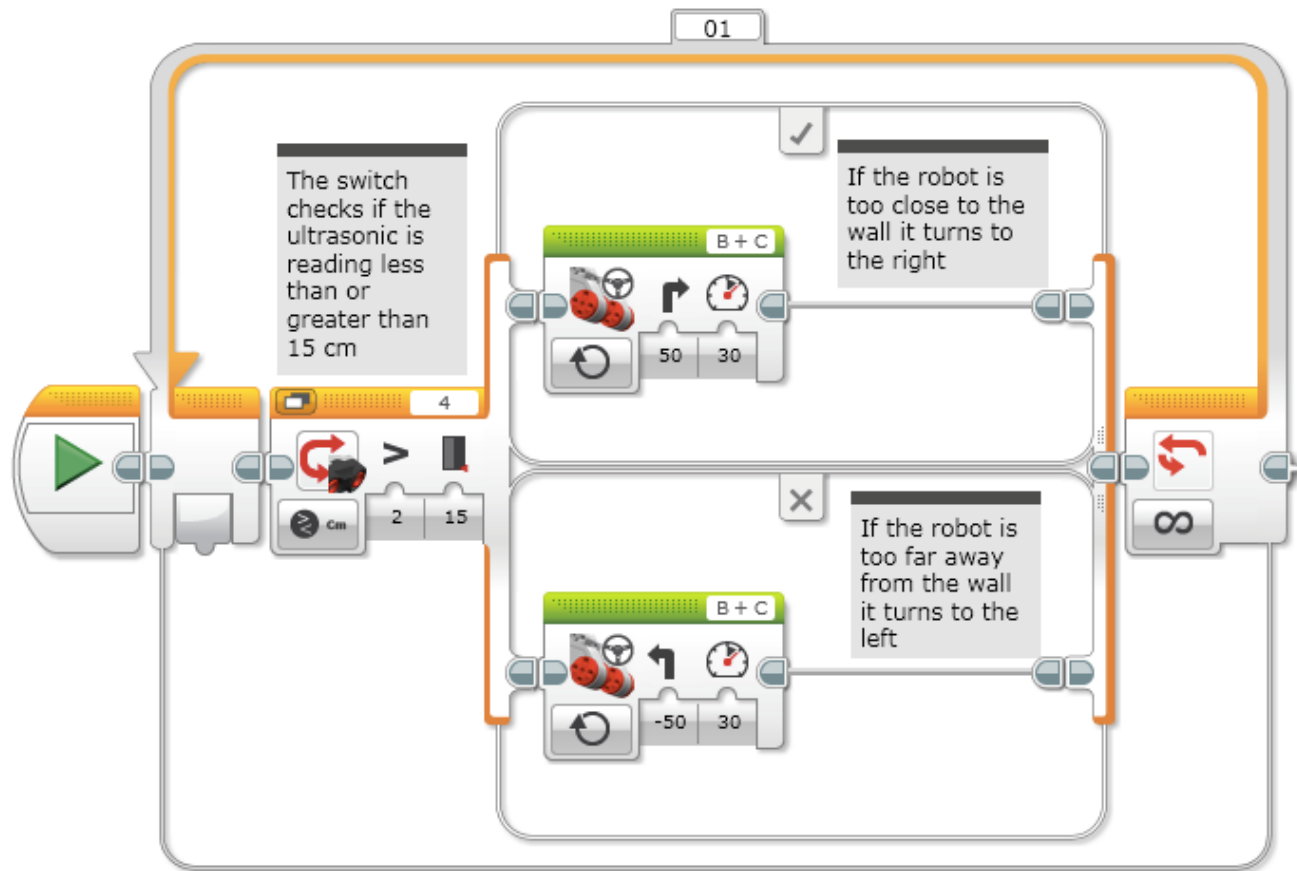 01
The switch
checks if the
ultrasonic is
reading less
than or
greater than
15 cm
If the robot is
too close to the
wall it turns to
the right
B + C
50 30
4
>
Cm 2 15
∞
If the robot is
too far away
from the wall
it turns to the
left
B + C
-50 30